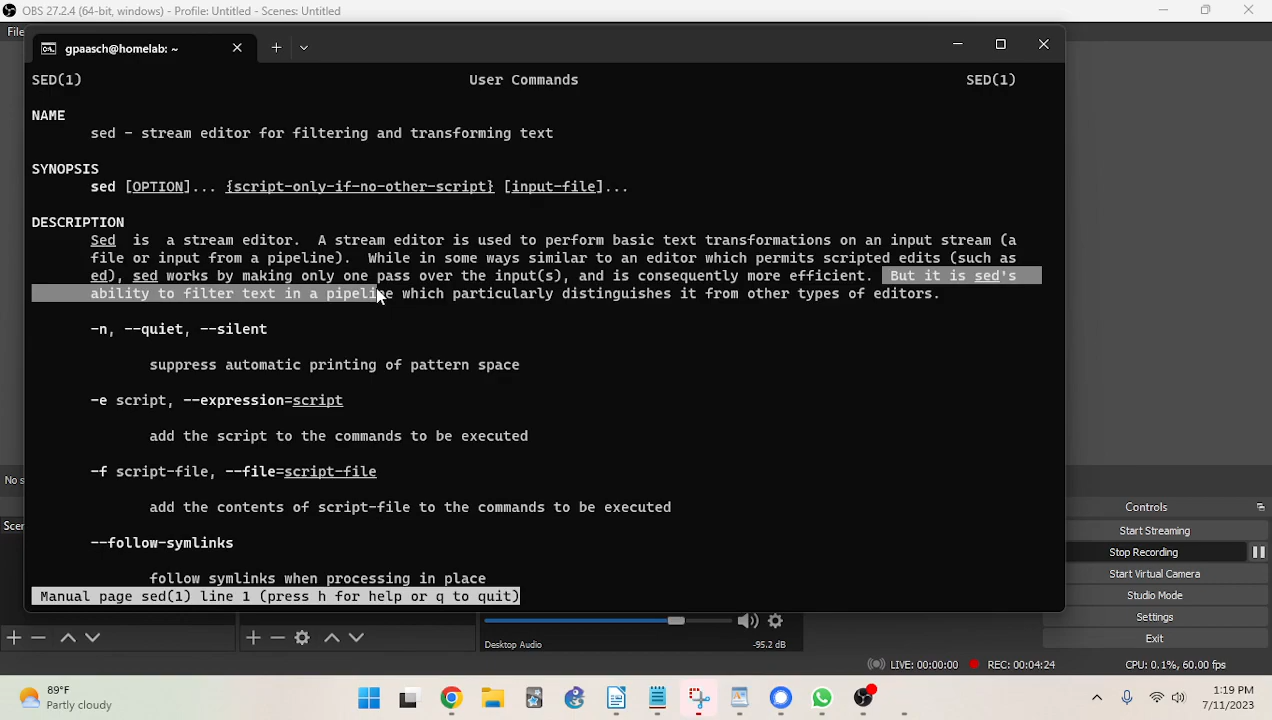 OBS 27.2.4 (64-bit, windows) - Profile: Untitled - Scenes: Untitled
File
gpaasch@homelab: ~
SED(1) User Commands SED(1)
NAME
sed - stream editor for filtering and transforming text
SYNOPSIS
sed [OPTION]... {script-only-if-no-other-script} [input-file]...
DESCRIPTION
Sed is a stream editor. A stream editor is used to perform basic text transformations on an input stream (a
file or input from a pipeline). While in some ways similar to an editor which permits scripted edits (such as
ed), sed works by making only one pass over the input(s), and is consequently more efficient. But it is sed's
ability to filter text in a pipeline which particularly distinguishes it from other types of editors.
-n, --quiet, --silent
suppress automatic printing of pattern space
-e script, --expression=script
add the script to the commands to be executed
-f script-file, --file=script-file
add the contents of script-file to the commands to be executed
--follow-symlinks
follow symlinks when processing in place
Manual page sed(1) line 1 (press h for help or q to quit)
No s
Scen
Controls
Start Streaming
Stop Recording
Start Virtual Camera
Studio Mode
Settings
Exit
Desktop Audio -95.2 dB
LIVE: 00:00:00 REC: 00:04:24 CPU: 0.1%, 60.00 fps
89°F
Partly cloudy
1:19 PM
7/11/2023